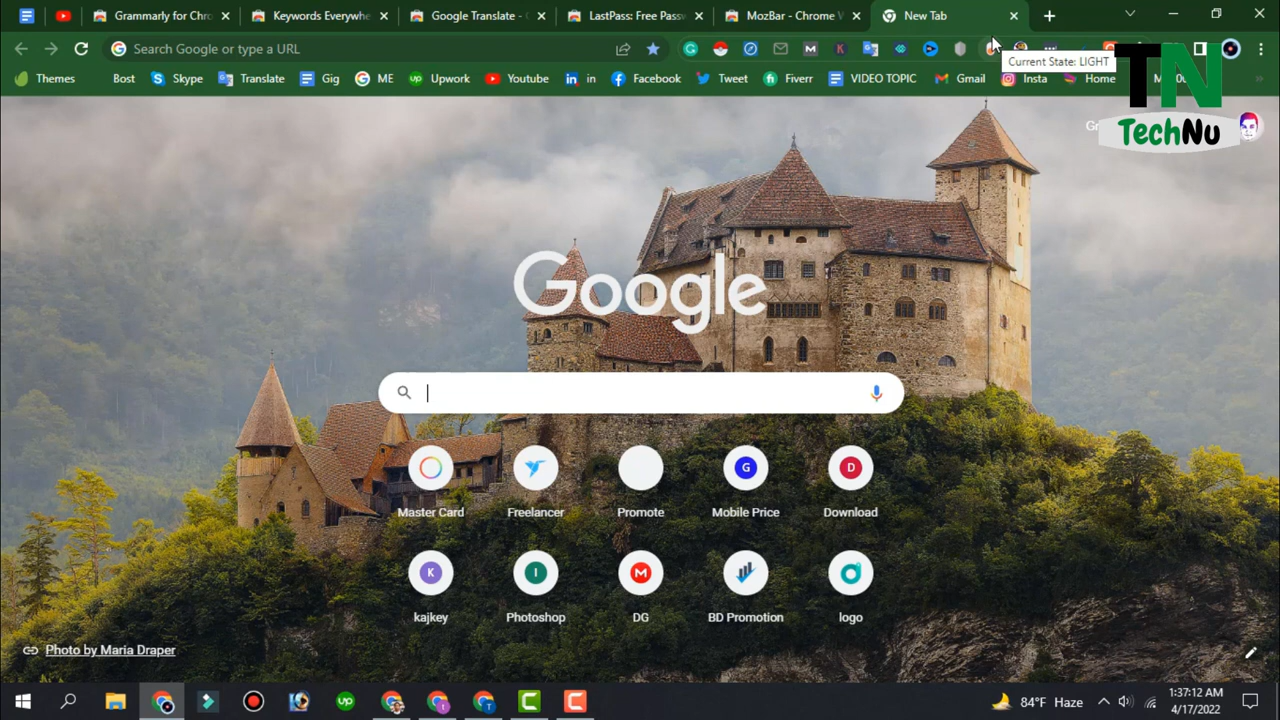 Grammarly for Chro
Keywords Everywhe
Google Translate - C
LastPass: Free Passw
MozBar - Chrome W
New Tab
Search Google or type a URL
Current State: LIGHT
Themes
Bost
Skype
Translate
Gig
ME
Upwork
Youtube
in
Facebook
Tweet
Fiverr
VIDEO TOPIC
Gmail
Insta
Home
TN
TechNu
Google
Master Card
Freelancer
Promote
G
Mobile Price
D
Download
K
kajkey
I
Photoshop
DG
BD Promotion
logo
Photo by Maria Draper
84°F Haze
1:37:12 AM
4/17/2022